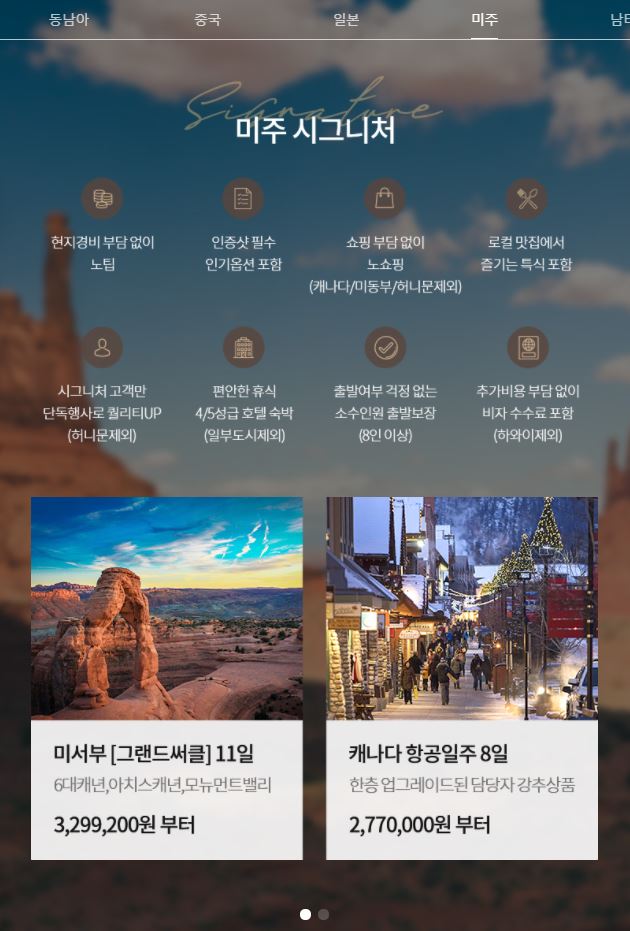 동남아 중국 일본 미주
Signature
미주 시그니처
현지경비 부담 없이
노팁
인증샷 필수
인기옵션 포함
쇼핑 부담 없이
노쇼핑
(캐나다/미동부/허니문제외)
로컬 맛집에서
즐기는 특식 포함
시그니처 고객만
단독행사로 퀄리티UP
(허니문제외)
편안한 휴식
4/5성급 호텔 숙박
(일부도시제외)
출발여부 걱정 없는
소수인원 출발보장
(8인 이상)
추가비용 부담 없이
비자 수수료 포함
(하와이제외)
미서부 [그랜드써클] 11일
6대캐년,아치스캐년,모뉴먼트밸리
3,299,200원 부터
캐나다 항공일주 8일
한층 업그레이드된 담당자 강추상품
2,770,000원 부터